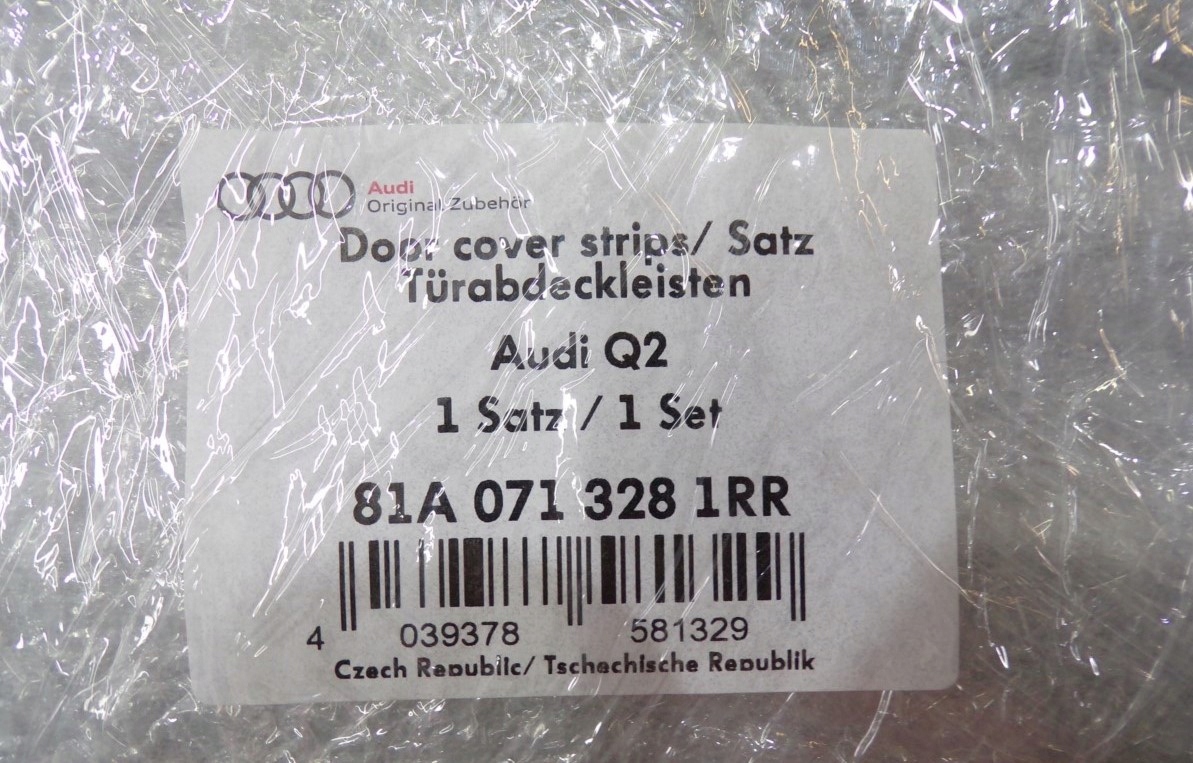 Audi
Original Zubehör
Door cover strips/ Satz
Türabdeckleisten
Audi Q2
1 Satz / 1 Set
81A 071 328 1RR
4 039378 581329
Czech Republic/ Tschechische Republik